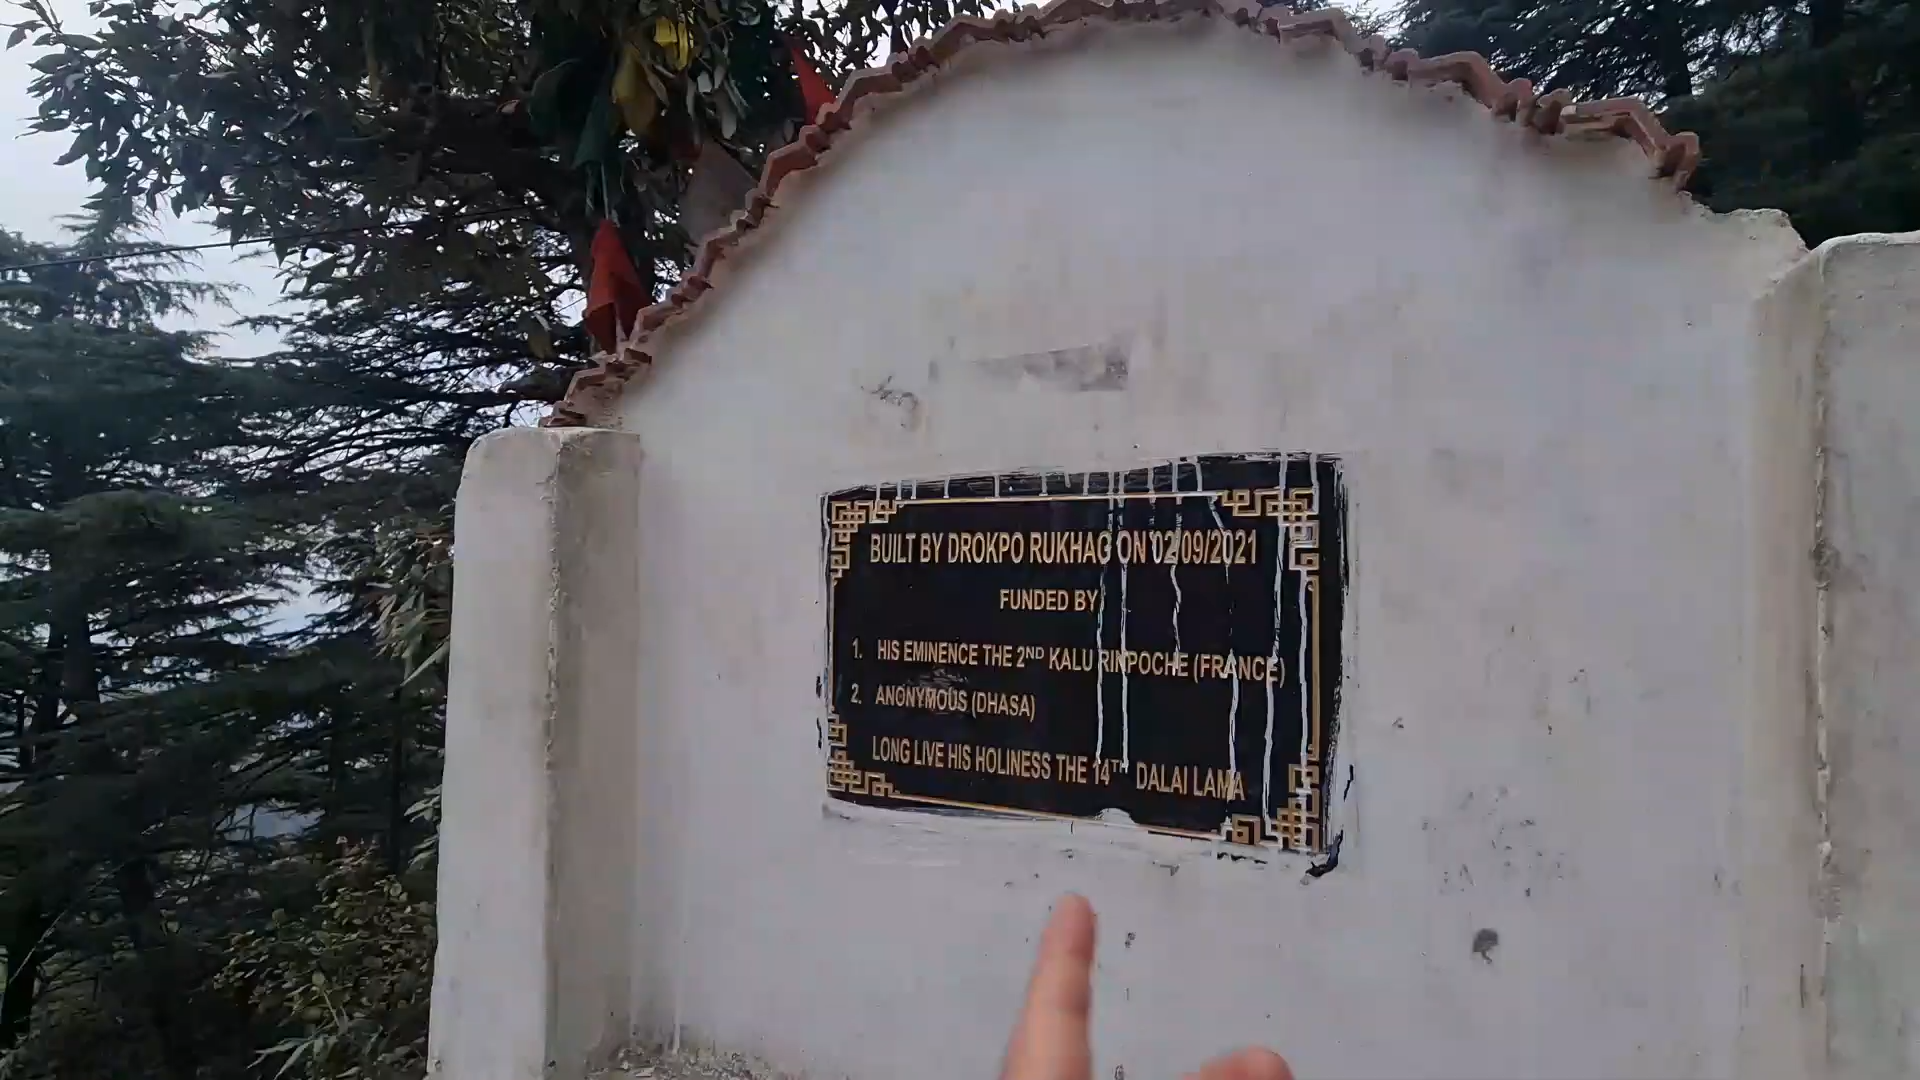 BUILT BY DROKPO RUKHAG ON 02/09/2021
FUNDED BY
1. HIS EMINENCE THE 2ND KALU RINPOCHE (FRANCE)
2. ANONYMOUS (DHASA)
LONG LIVE HIS HOLINESS THE 14TH DALAI LAMA